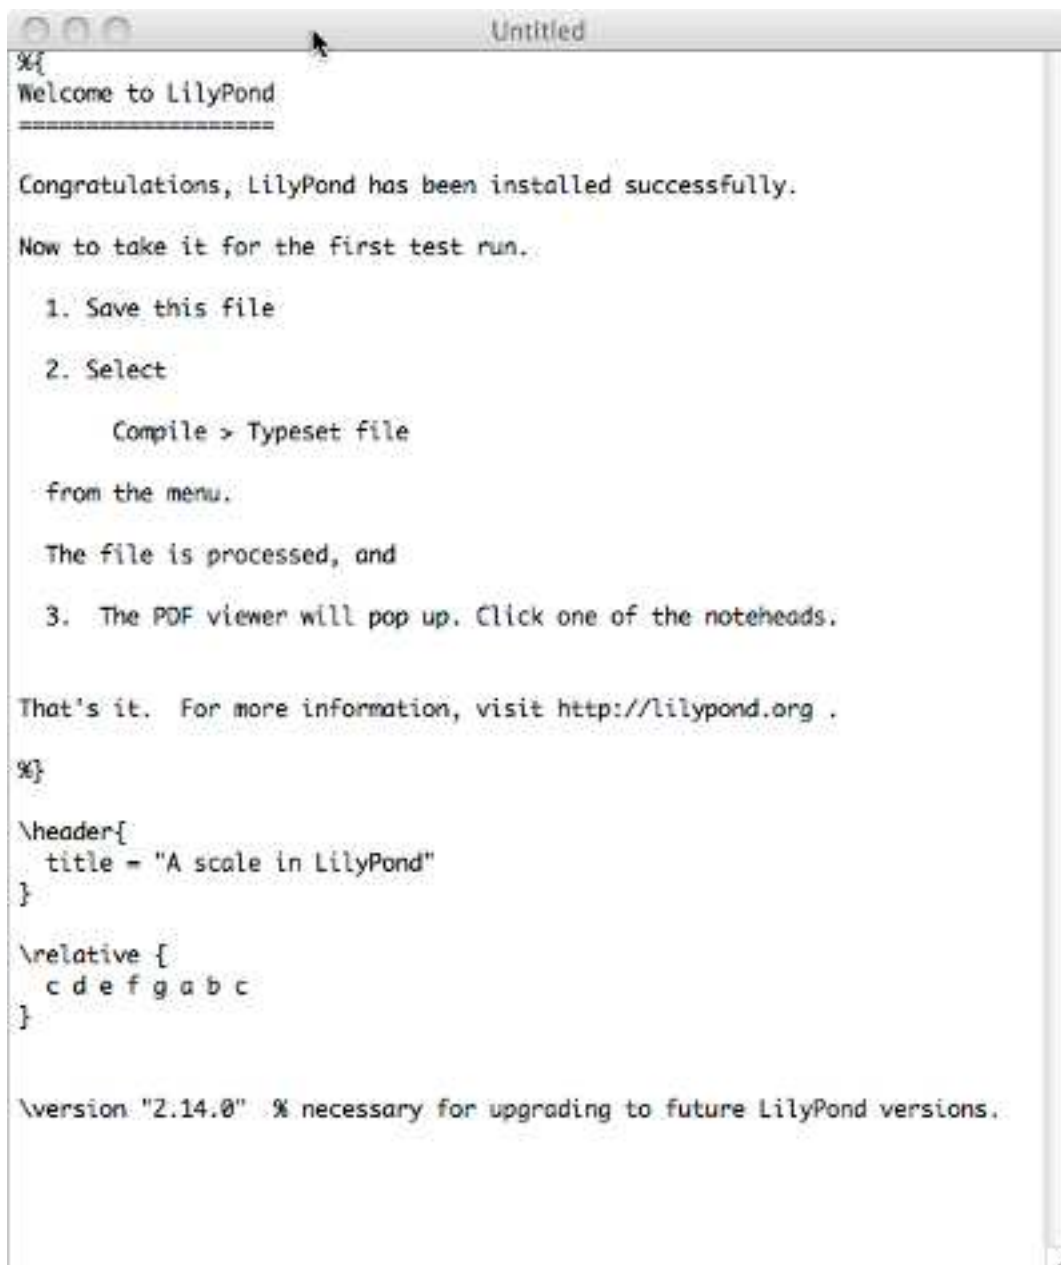 Untitled
%{
Welcome to LilyPond
===================
Congratulations, LilyPond has been installed successfully.
Now to take it for the first test run.
1. Save this file
2. Select
Compile > Typeset file
from the menu.
The file is processed, and
3.  The PDF viewer will pop up. Click one of the noteheads.
That's it.  For more information, visit http://lilypond.org .
%}
\header{
title = "A scale in LilyPond"
}
\relative {
c d e f g a b c
}
\version "2.14.0"  % necessary for upgrading to future LilyPond versions.